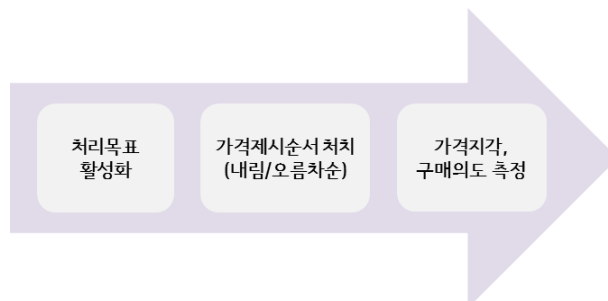 처리목표
활성화
가격제시순서 처치
(내림/오름차순)
가격지각,
구매의도 측정